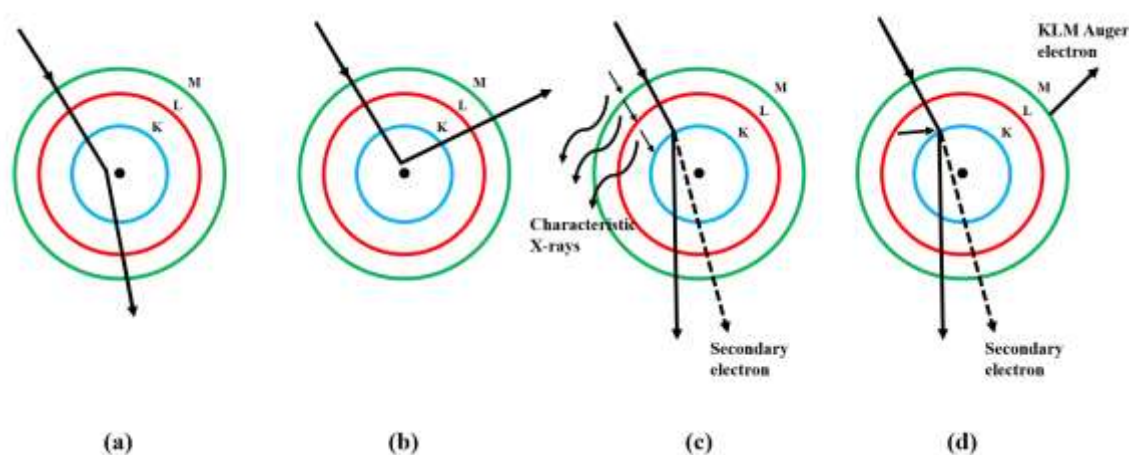 M
L
K
(a)
M
L
K
(b)
M
L
K
Characteristic
X-rays
Secondary
electron
(c)
KLM Auger
electron
M
L
K
Secondary
electron
(d)